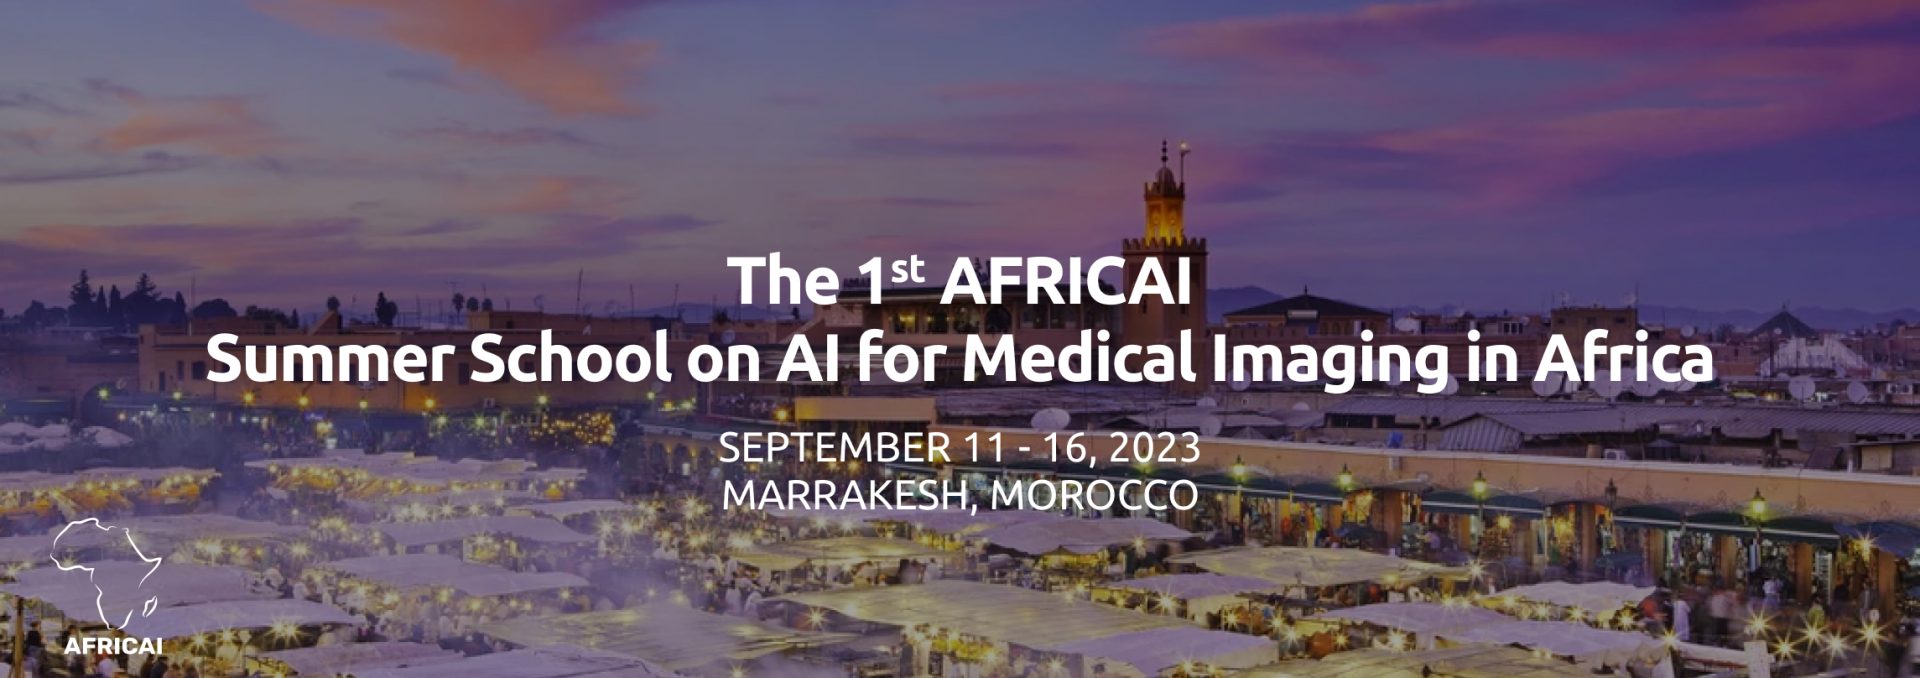 The 1st AFRICAI
Summer School on AI for Medical Imaging in Africa
SEPTEMBER 11 - 16, 2023
MARRAKESH, MOROCCO
AFRICAI